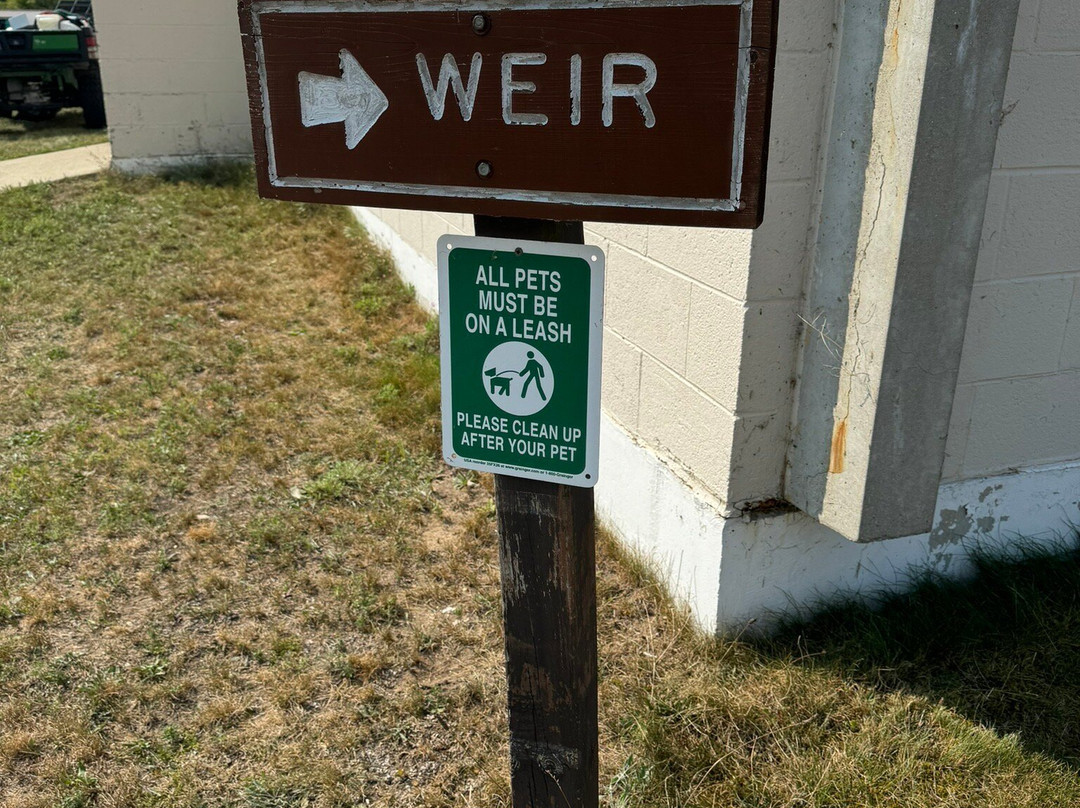 WEIR
ALL PETS
MUST BE
ON A LEASH
PLEASE CLEAN UP
AFTER YOUR PET